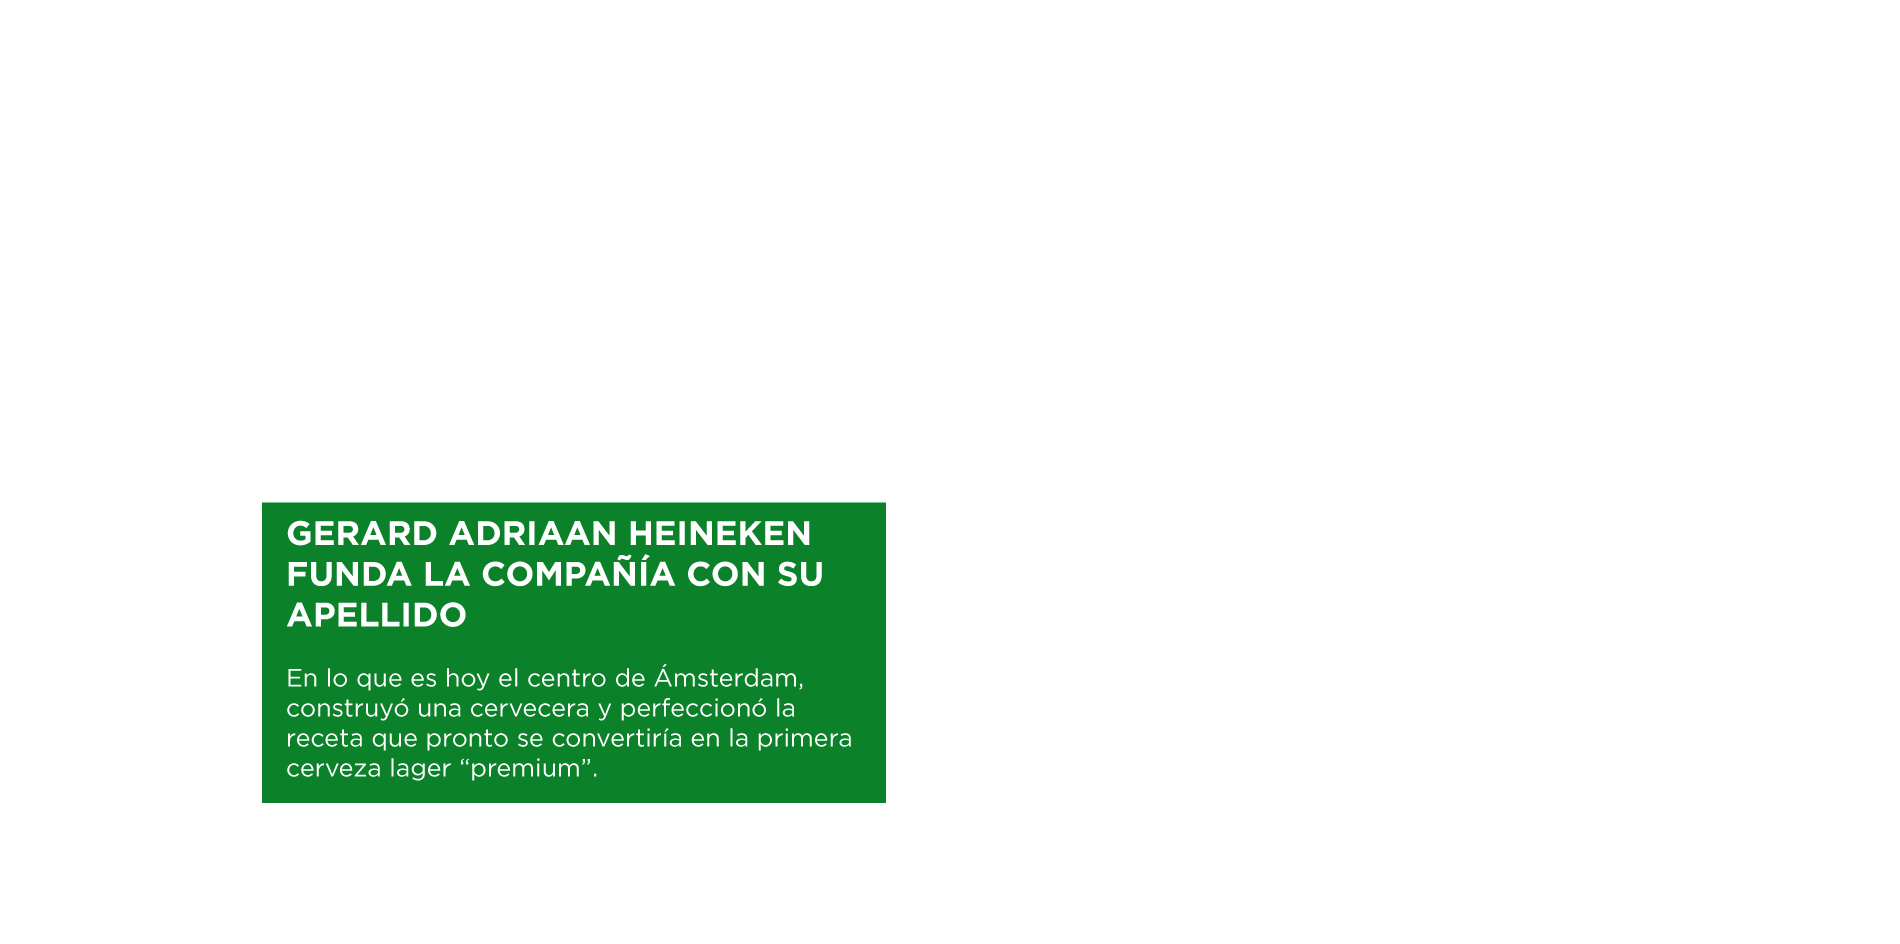 GERARD ADRIAAN HEINEKEN
FUNDA LA COMPAÑÍA CON SU
APELLIDO
En lo que es hoy el centro de Ámsterdam,
construyó una cervecera y perfeccionó la
receta que pronto se convertiría en la primera
cerveza lager “premium”.